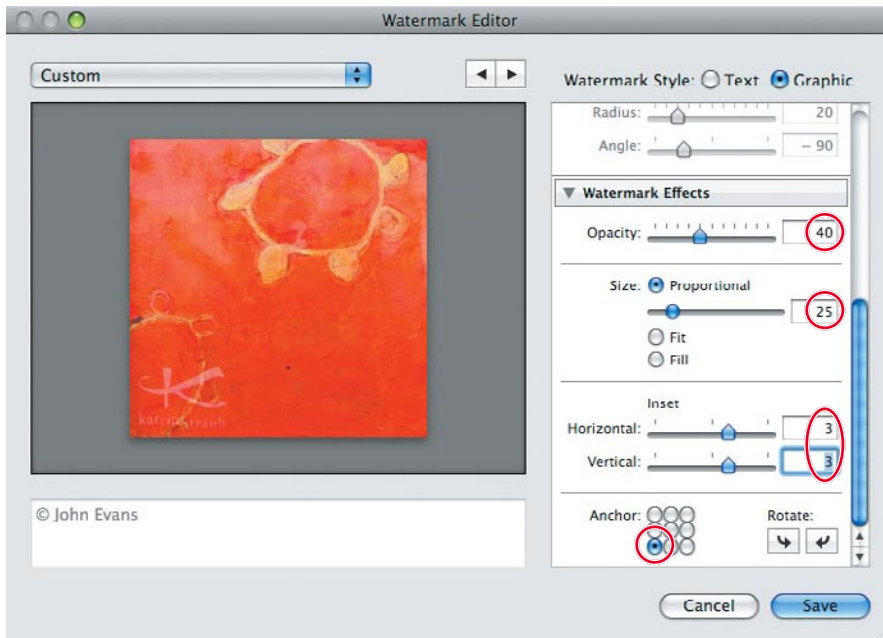 Watermark Editor
Custom
Watermark Style: Text Graphic
Radius: 20
Angle: – 90
Watermark Effects
Opacity: 40
Size: Proportional
25
Fit
Fill
Inset
Horizontal: 3
Vertical: 3
© John Evans
Anchor: Rotate:
Cancel Save